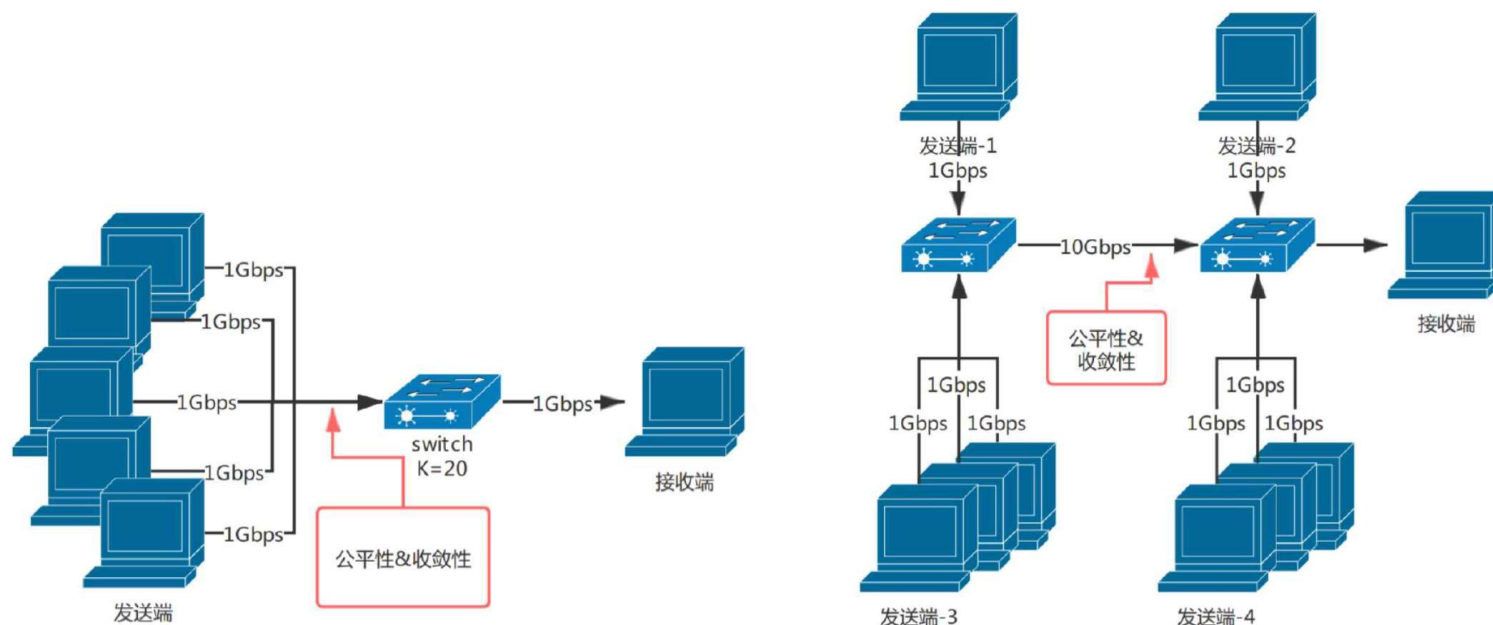 1Gbps
1Gbps
1Gbps
1Gbps
1Gbps
发送端
switch
K=20
1Gbps
接收端
公平性&收敛性
发送端-1
1Gbps
发送端-2
1Gbps
10Gbps
公平性&
收敛性
接收端
1Gbps
1Gbps
1Gbps
发送端-3
1Gbps
1Gbps
1Gbps
发送端-4